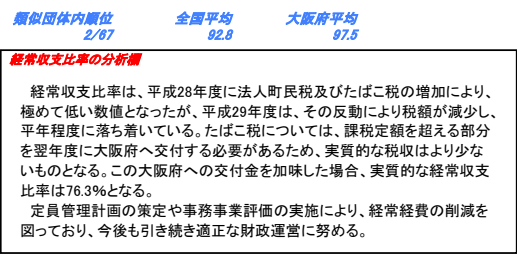 類似団体内順位 全国平均 大阪府平均
2/67 92.8 97.5
経常収支比率の分析欄
経常収支比率は、平成28年度に法人町民税及びたばこ税の増加により、
極めて低い数値となったが、平成29年度は、その反動により税額が減少し、
平年程度に落ち着いている。たばこ税については、課税定額を超える部分
を翌年度に大阪府へ交付する必要があるため、実質的な税収はより少な
いものとなる。この大阪府への交付金を加味した場合、実質的な経常収支
比率は76.3%となる。
定員管理計画の策定や事務事業評価の実施により、経常経費の削減を
図っており、今後も引き続き適正な財政運営に努める。